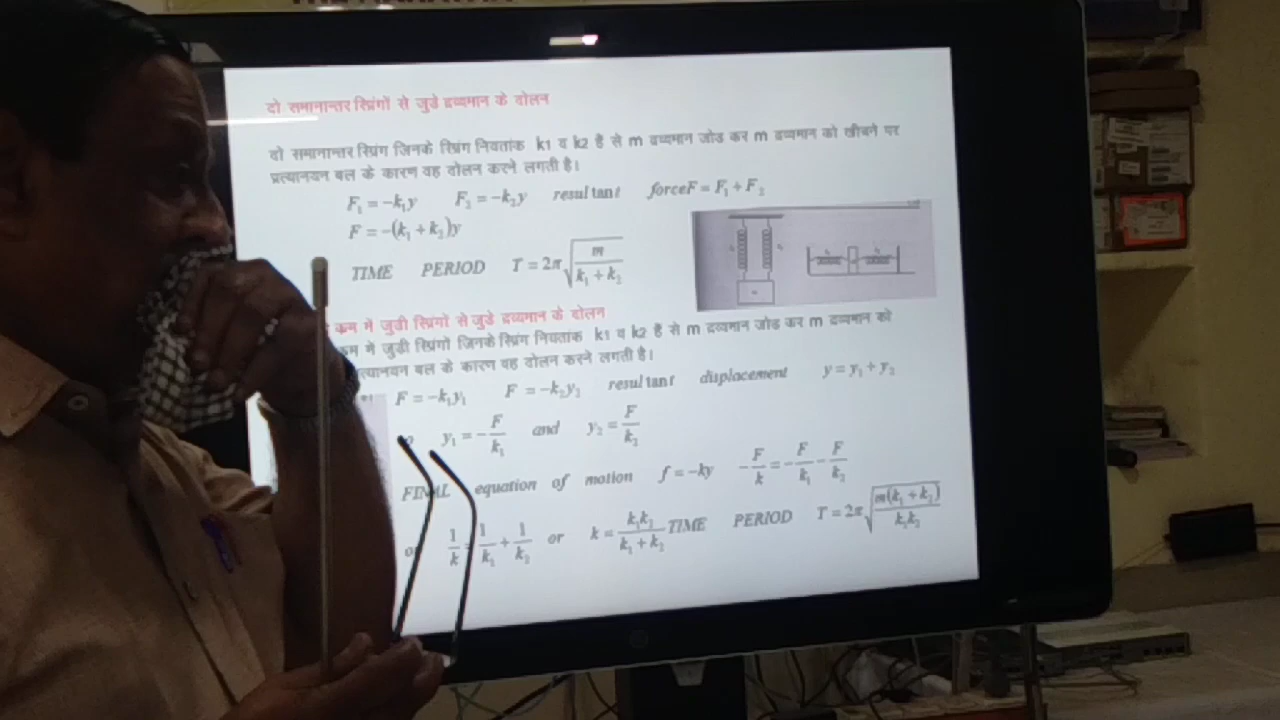 दो समानान्तर स्प्रिंगों से जुडे द्रव्यमान के दोलन
दो समानान्तर स्प्रिंग जिनके स्प्रिंग नियतांक k1 व k2 है से m द्रव्यमान जोड कर m द्रव्यमान को खींचने पर
प्रत्यानयन बल के कारण वह दोलन करने लगती है।
F₁ = −k₁y F₂ = −k₂y resultant forceF = F₁ + F₂
F = −(k₁ + k₂)y
TIME PERIOD T = 2π√(m/(k₁ + k₂))
क्रम में जुडी स्प्रिंगों से जुडे द्रव्यमान के दोलन
क्रम में जुडी स्प्रिंगों जिनके स्प्रिंग नियतांक k1 व k2 है से m द्रव्यमान जोड कर m द्रव्यमान को
प्रत्यानयन बल के कारण वह दोलन करने लगती है।
F = −k₁y₁ F = −k₂y₂ resultant displacement y = y₁ + y₂
y₁ = −F/k₁ and y₂ = F/k₂
FINAL equation of motion f = −ky −F/k = −F/k₁ − F/k₂
or 1/k = 1/k₁ + 1/k₂ or k = k₁k₂/(k₁ + k₂) TIME PERIOD T = 2π√(m(k₁ + k₂)/k₁k₂)